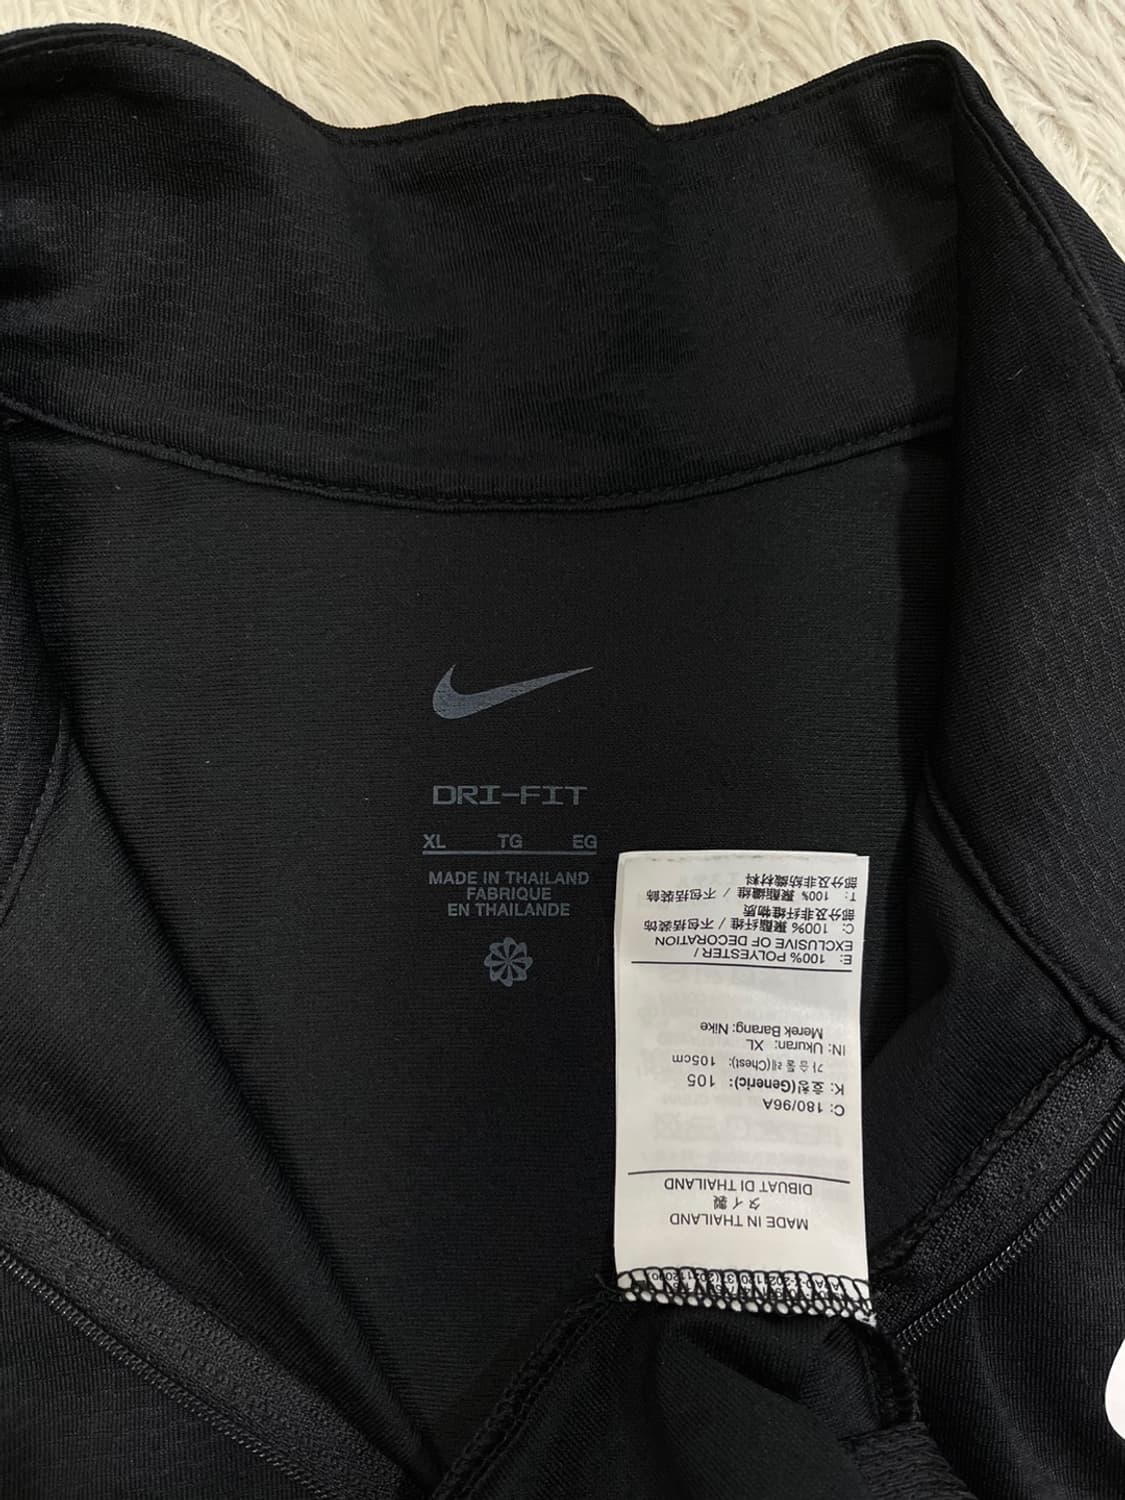 DRI-FIT
XL TG EG
MADE IN THAILAND
FABRIQUE
EN THAILANDE
MADE IN THAILAND
タイ製
DIBUAT DI THAILAND
C: 180/96A
K: 호칭(Generic): 105
가슴둘레(Chest): 105cm
IN: Ukuran: XL
Merek Barang: Nike
E: 100% POLYESTER /
EXCLUSIVE OF DECORATION
C: 100% 聚酯纤维 / 不包括装饰
部分及非纤维物质
T: 100% 聚酯纖維 / 不包括裝飾
部分及非紡織材料